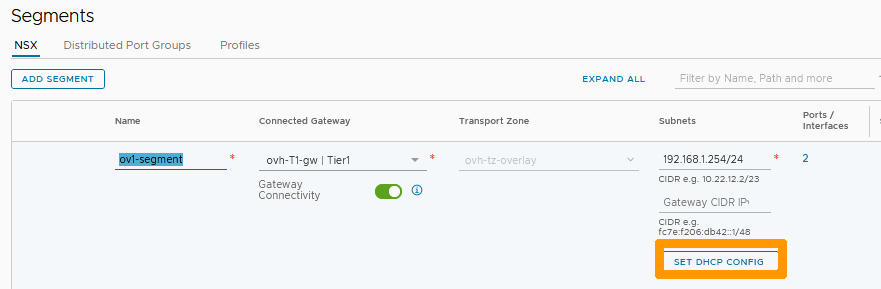 Segments
NSX Distributed Port Groups Profiles
ADD SEGMENT EXPAND ALL Filter by Name, Path and more
Name Connected Gateway Transport Zone Subnets Ports / Interfaces
ov1-segment * ovh-T1-gw | Tier1 * ovh-tz-overlay 192.168.1.254/24 * 2
CIDR e.g. 10.22.12.2/23
Gateway Connectivity
Gateway CIDR IPv
CIDR e.g.
fc7e:f206:db42::1/48
SET DHCP CONFIG